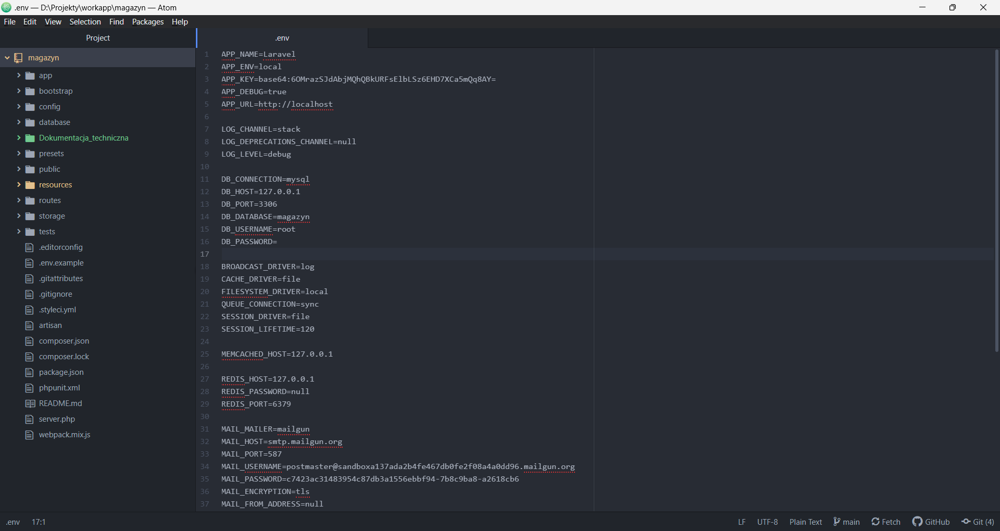 .env — D:\Projekty\workapp\magazyn — Atom
File Edit View Selection Find Packages Help
Project
.env
magazyn
app
bootstrap
config
database
Dokumentacja_techniczna
presets
public
resources
routes
storage
tests
.editorconfig
.env.example
.gitattributes
.gitignore
.styleci.yml
artisan
composer.json
composer.lock
package.json
phpunit.xml
README.md
server.php
webpack.mix.js
1 APP_NAME=Laravel
2 APP_ENV=local
3 APP_KEY=base64:6OMrazSJdAbjMQhQBkURFsElbLSz6EHD7XCa5mQq8AY=
4 APP_DEBUG=true
5 APP_URL=http://localhost
6
7 LOG_CHANNEL=stack
8 LOG_DEPRECATIONS_CHANNEL=null
9 LOG_LEVEL=debug
10
11 DB_CONNECTION=mysql
12 DB_HOST=127.0.0.1
13 DB_PORT=3306
14 DB_DATABASE=magazyn
15 DB_USERNAME=root
16 DB_PASSWORD=
17
18 BROADCAST_DRIVER=log
19 CACHE_DRIVER=file
20 FILESYSTEM_DRIVER=local
21 QUEUE_CONNECTION=sync
22 SESSION_DRIVER=file
23 SESSION_LIFETIME=120
24
25 MEMCACHED_HOST=127.0.0.1
26
27 REDIS_HOST=127.0.0.1
28 REDIS_PASSWORD=null
29 REDIS_PORT=6379
30
31 MAIL_MAILER=mailgun
32 MAIL_HOST=smtp.mailgun.org
33 MAIL_PORT=587
34 MAIL_USERNAME=postmaster@sandboxa137ada2b4fe467db0fe2f08a4a0dd96.mailgun.org
35 MAIL_PASSWORD=c7423ac31483954c87db3a1556ebbf94-7b8c9ba8-a2618cb6
36 MAIL_ENCRYPTION=tls
37 MAIL_FROM_ADDRESS=null
.env 17:1 LF UTF-8 Plain Text main Fetch GitHub Git (4)